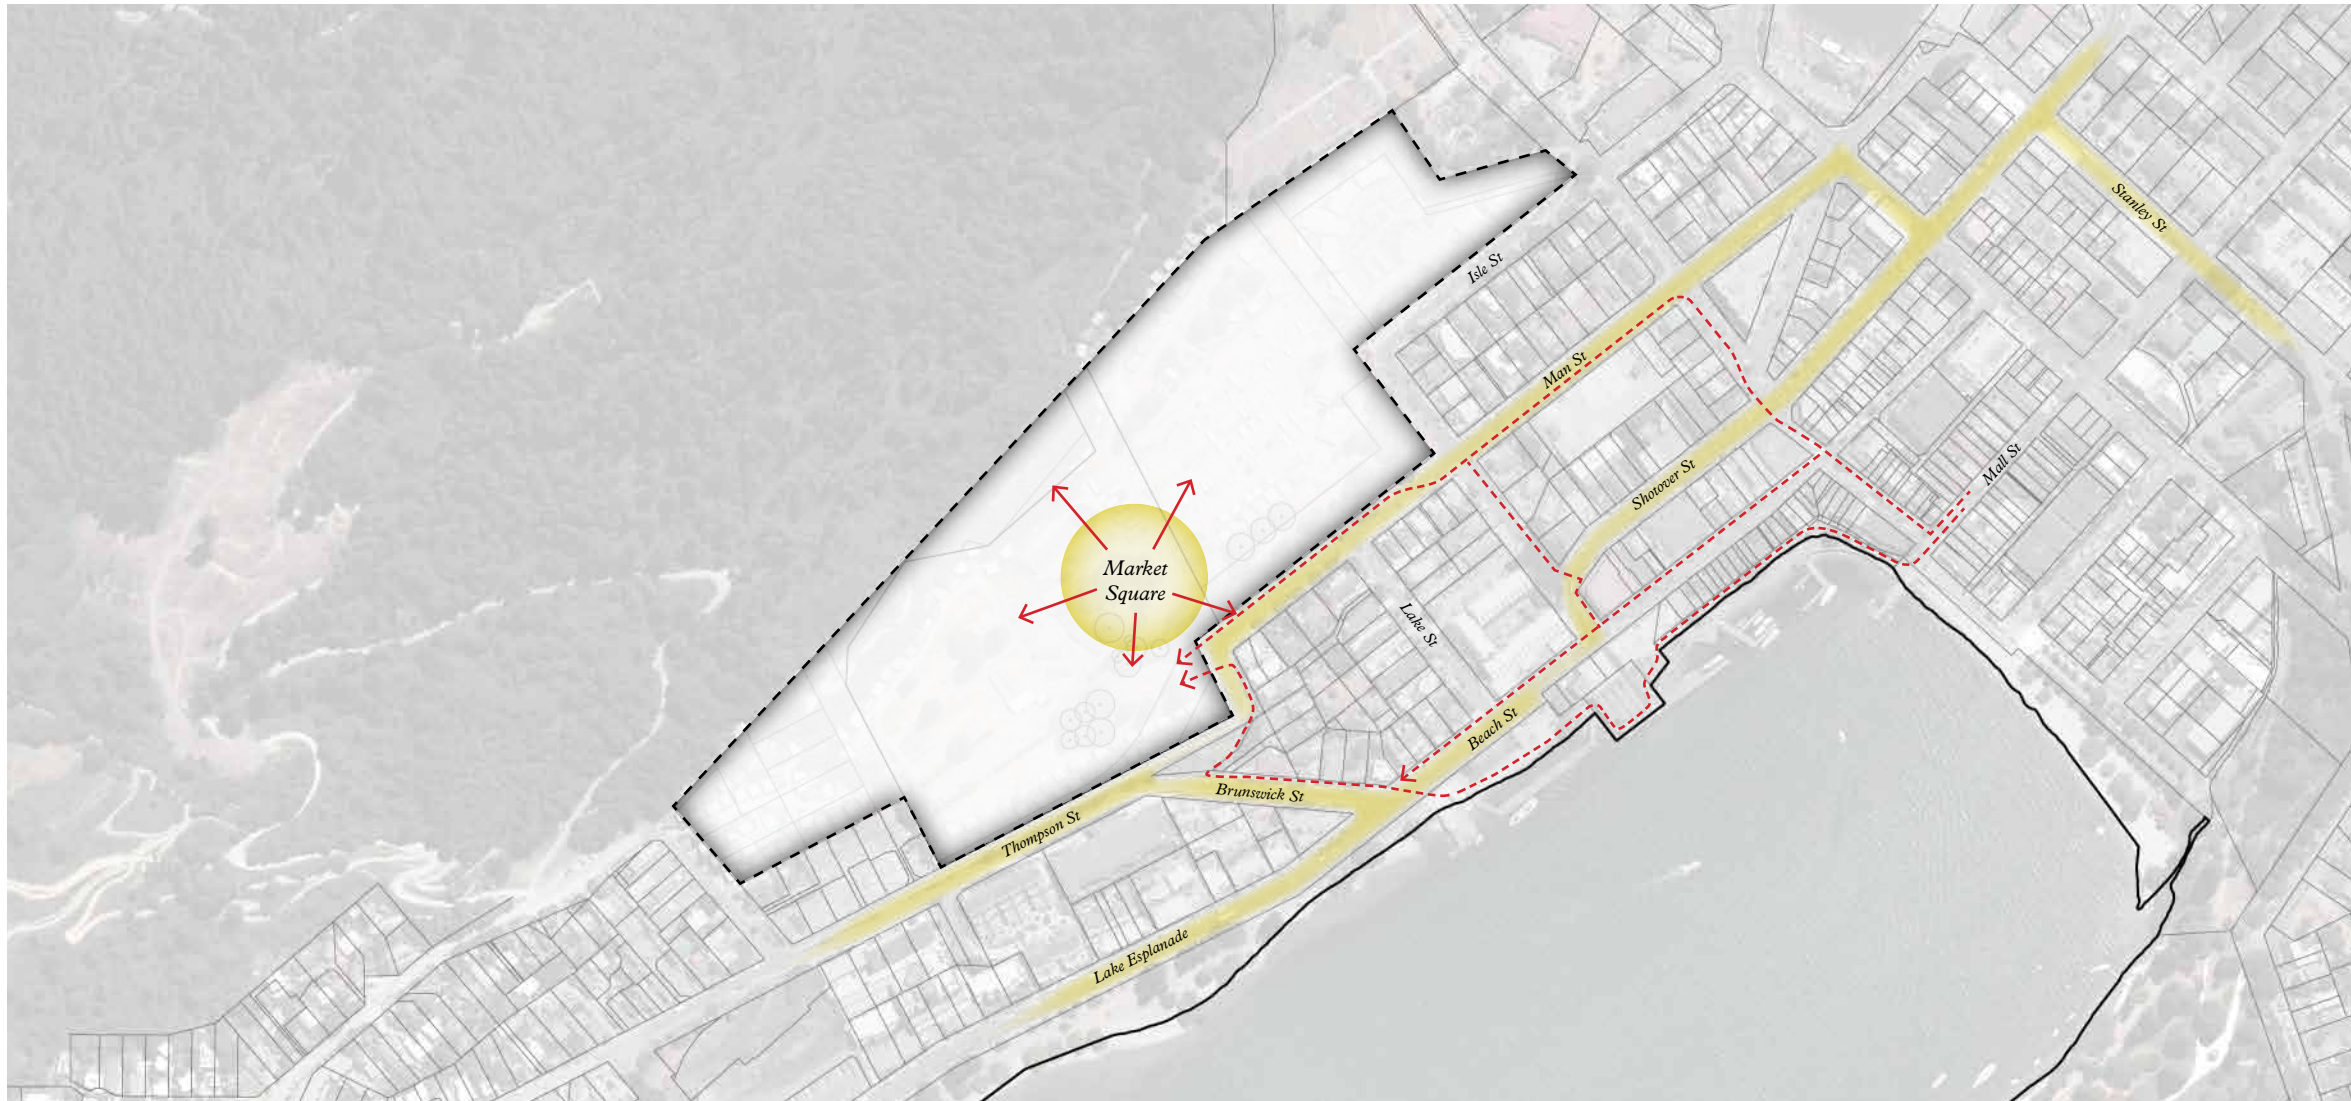 Stanley St
Isle St
Man St
Mall St
Shotover St
Market
Square
Lake St
Beach St
Brunswick St
Thompson St
Lake Esplanade